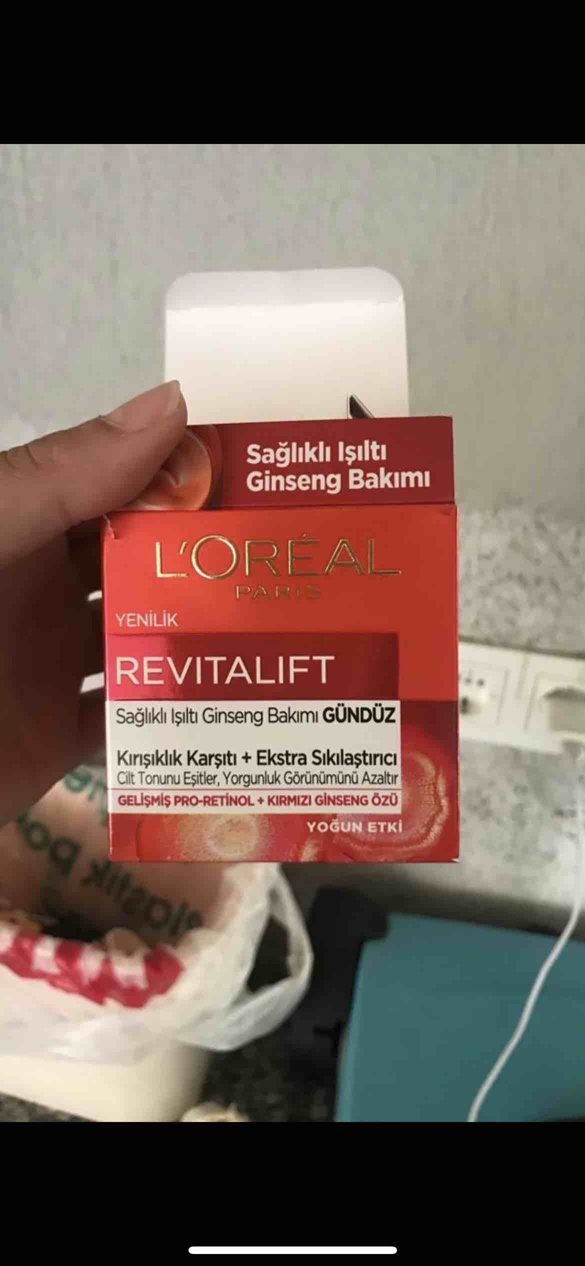 Sağlıklı Işıltı
Ginseng Bakımı
L'ORÉAL
PARIS
YENİLİK
REVITALIFT
Sağlıklı Işıltı Ginseng Bakımı GÜNDÜZ
Kırışıklık Karşıtı + Ekstra Sıkılaştırıcı
Cilt Tonunu Eşitler, Yorgunluk Görünümünü Azaltır
GELİŞMİŞ PRO-RETİNOL + KIRMIZI GİNSENG ÖZÜ
YOĞUN ETKİ